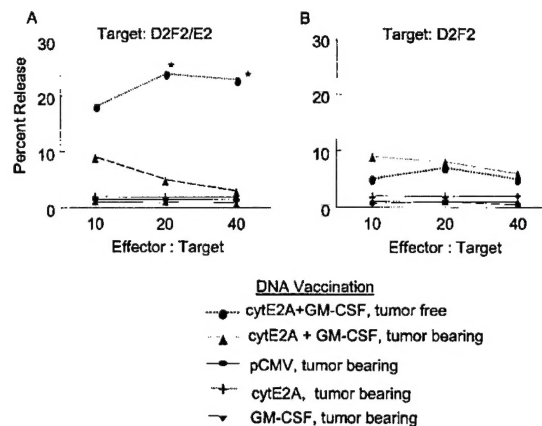 A
Target: D2F2/E2
30
20
10
0
Percent Release
*
*
10 20 40
Effector : Target
B
Target: D2F2
30
20
10
0
10 20 40
Effector : Target
DNA Vaccination
cytE2A+GM-CSF, tumor free
cytE2A + GM-CSF, tumor bearing
pCMV, tumor bearing
cytE2A, tumor bearing
GM-CSF, tumor bearing